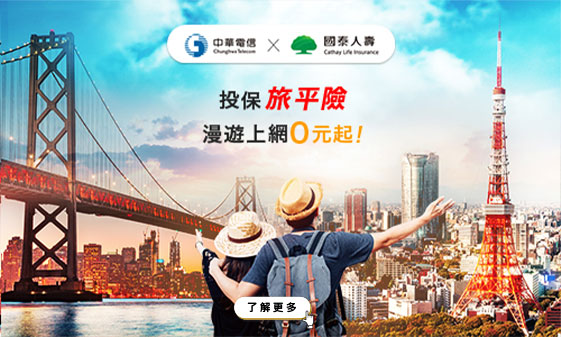 中華電信
Chunghwa Telecom
×
國泰人壽
Cathay Life Insurance
投保旅平險
漫遊上網0元起!
了解更多